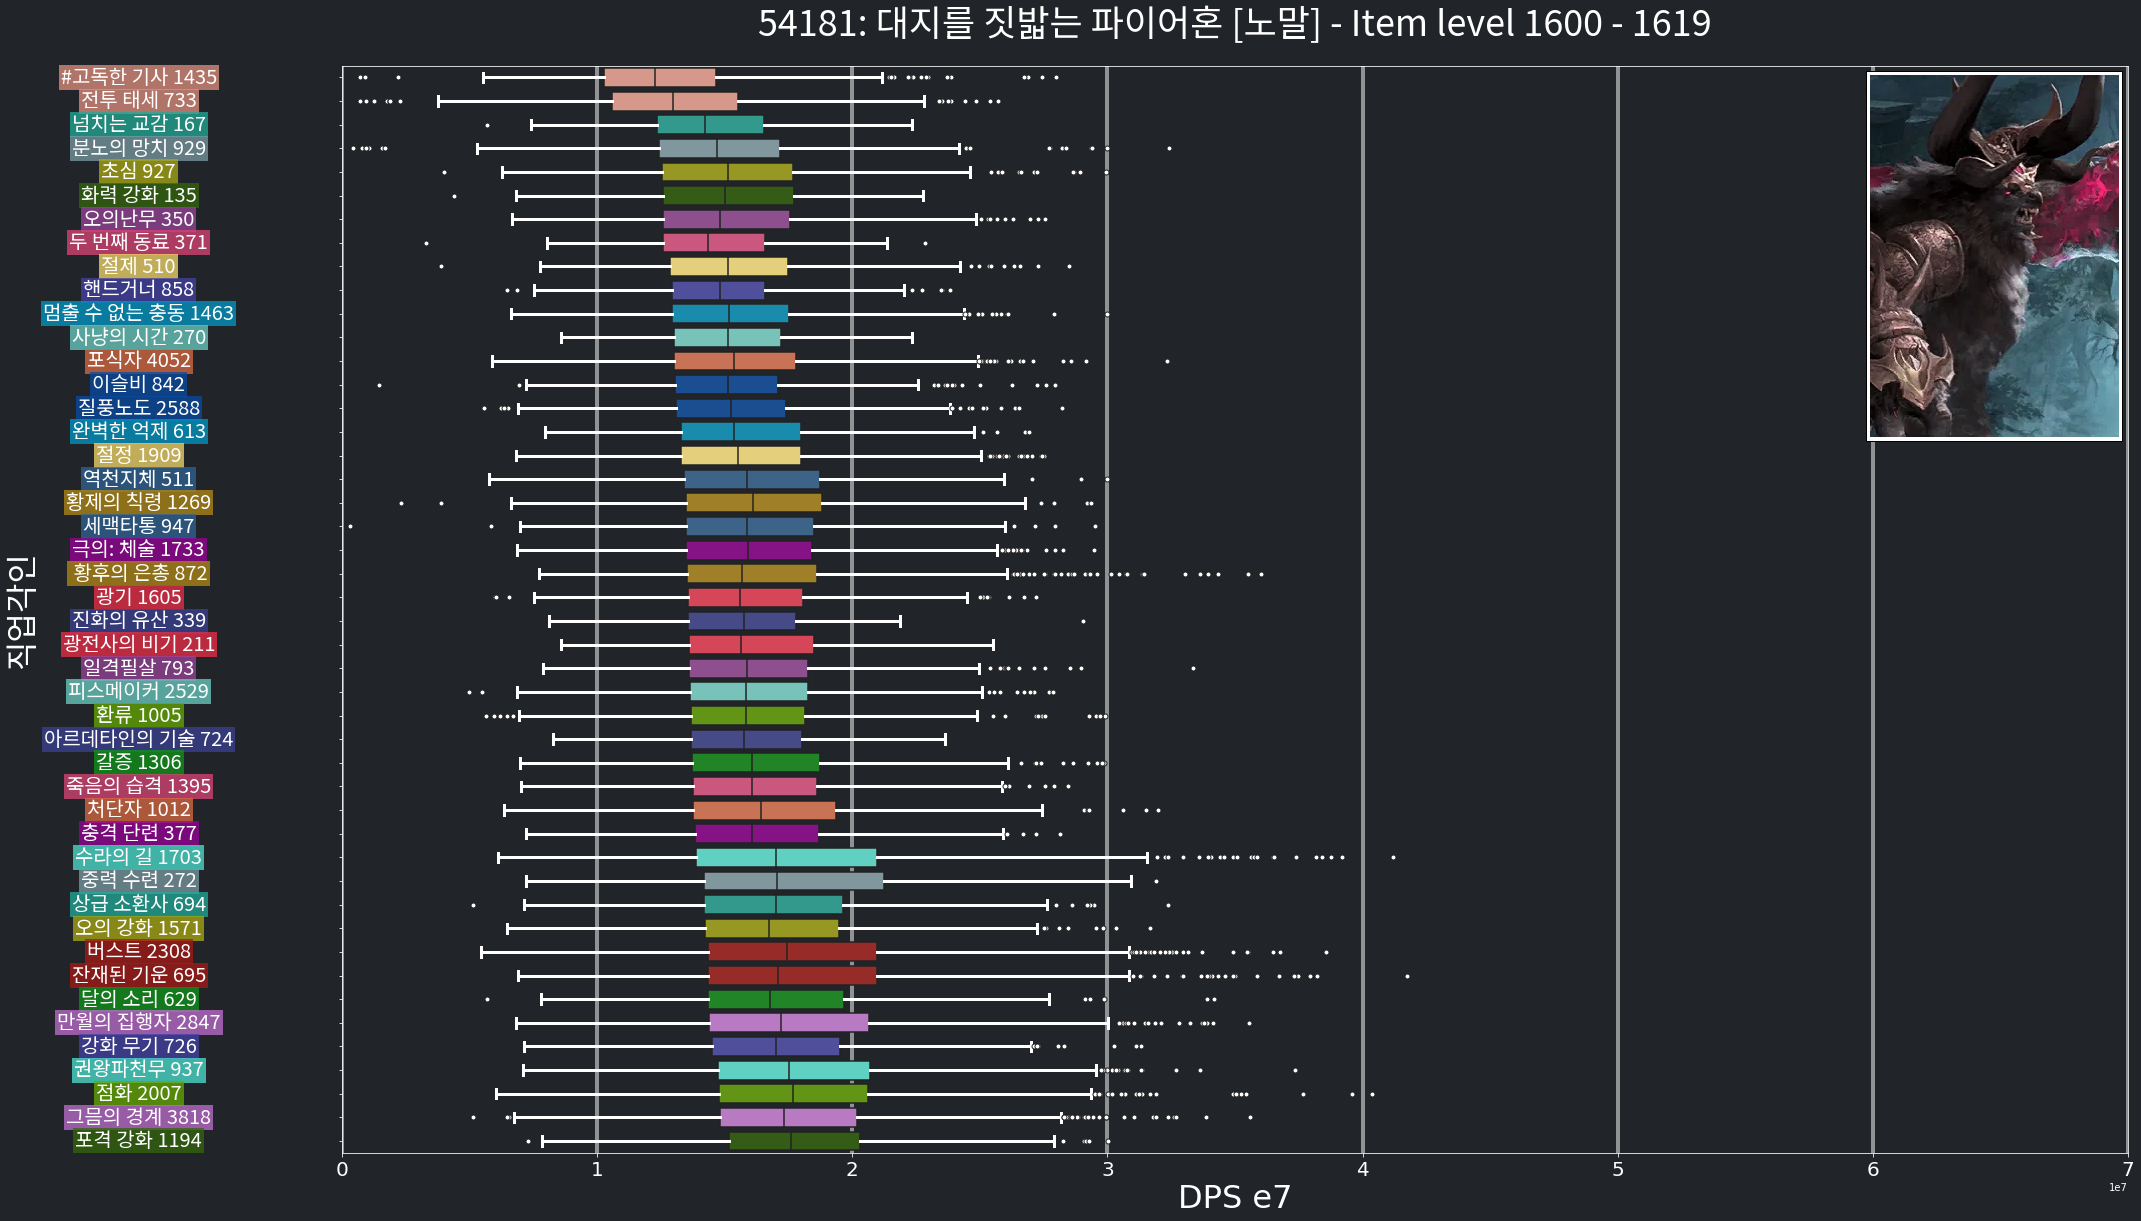 54181: 대지를 짓밟는 파이어혼 [노말] - Item level 1600 - 1619
#고독한 기사 1435
전투 태세 733
넘치는 교감 167
분노의 망치 929
초심 927
화력 강화 135
오의난무 350
두 번째 동료 371
절제 510
핸드거너 858
멈출 수 없는 충동 1463
사냥의 시간 270
포식자 4052
이슬비 842
질풍노도 2588
완벽한 억제 613
절정 1909
역천지체 511
황제의 칙령 1269
세맥타통 947
극의: 체술 1733
황후의 은총 872
광기 1605
진화의 유산 339
광전사의 비기 211
일격필살 793
피스메이커 2529
환류 1005
아르데타인의 기술 724
갈증 1306
죽음의 습격 1395
처단자 1012
충격 단련 377
수라의 길 1703
중력 수련 272
상급 소환사 694
오의 강화 1571
버스트 2308
잔재된 기운 695
달의 소리 629
만월의 집행자 2847
강화 무기 726
권왕파천무 937
점화 2007
그믐의 경계 3818
포격 강화 1194
직업각인
0 1 2 3 4 5 6 7
DPS e7
1e7